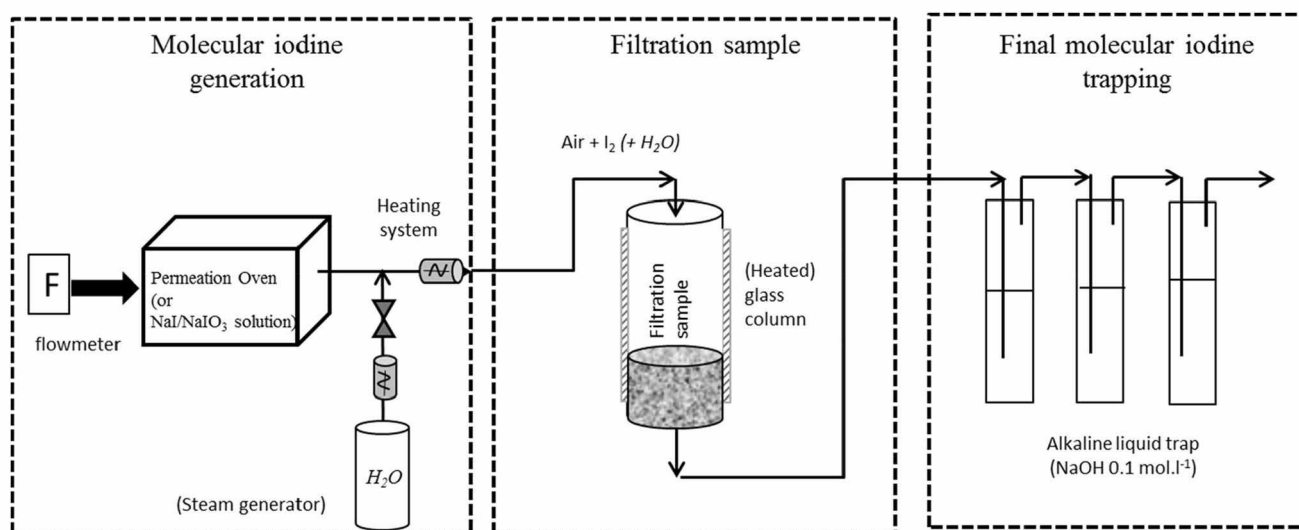 Molecular iodine
generation
Filtration sample
Final molecular iodine
trapping
Air + I₂ (+ H₂O)
Heating
system
F
flowmeter
Permeation Oven
(or
NaI/NaIO₃ solution)
H₂O
(Steam generator)
Filtration
sample
(Heated)
glass
column
Alkaline liquid trap
(NaOH 0.1 mol.l⁻¹)